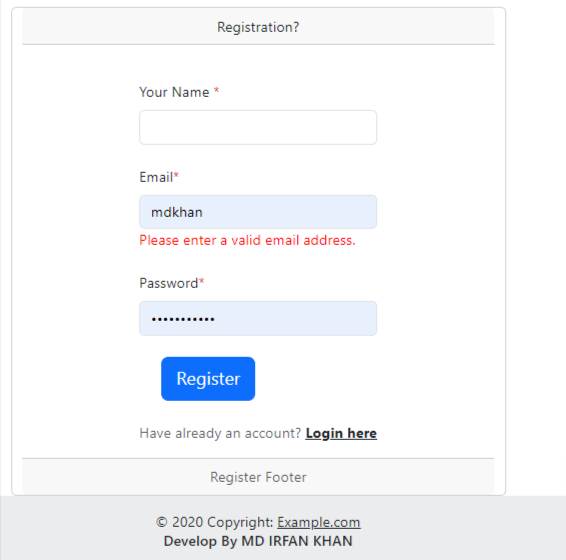 Registration?
Your Name *
Email*
mdkhan
Please enter a valid email address.
Password*
•••••••••••
Register
Have already an account? Login here
Register Footer
© 2020 Copyright: Example.com
Develop By MD IRFAN KHAN